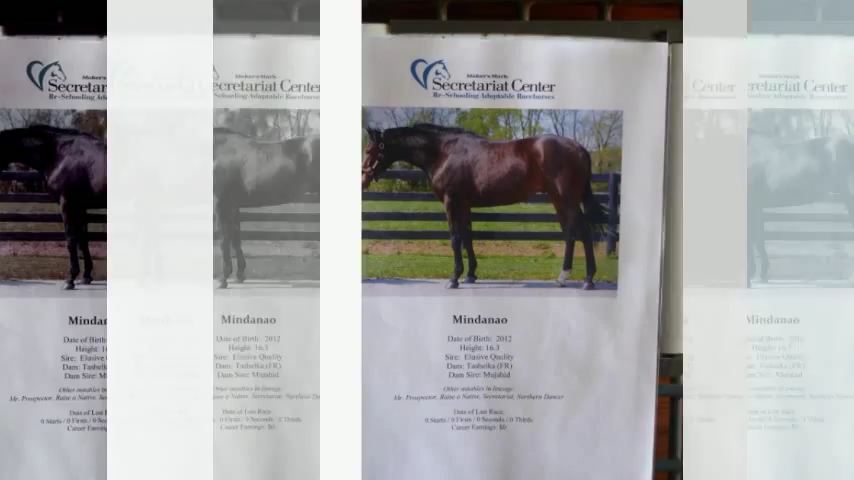 Maker's Mark
Secretariat Center
Re-Schooling Adaptable Racehorses
Mindanao
Date of Birth: 2012
Height: 16.3
Sire: Elusive Quality
Dam: Tasheika (FR)
Dam Sire: Mujahid
Other notables in lineage:
Mr. Prospector, Raise a Native, Secretariat, Northern Dancer
Date of Last Race:
0 Starts / 0 Firsts / 0 Seconds / 0 Thirds
Career Earnings: $0